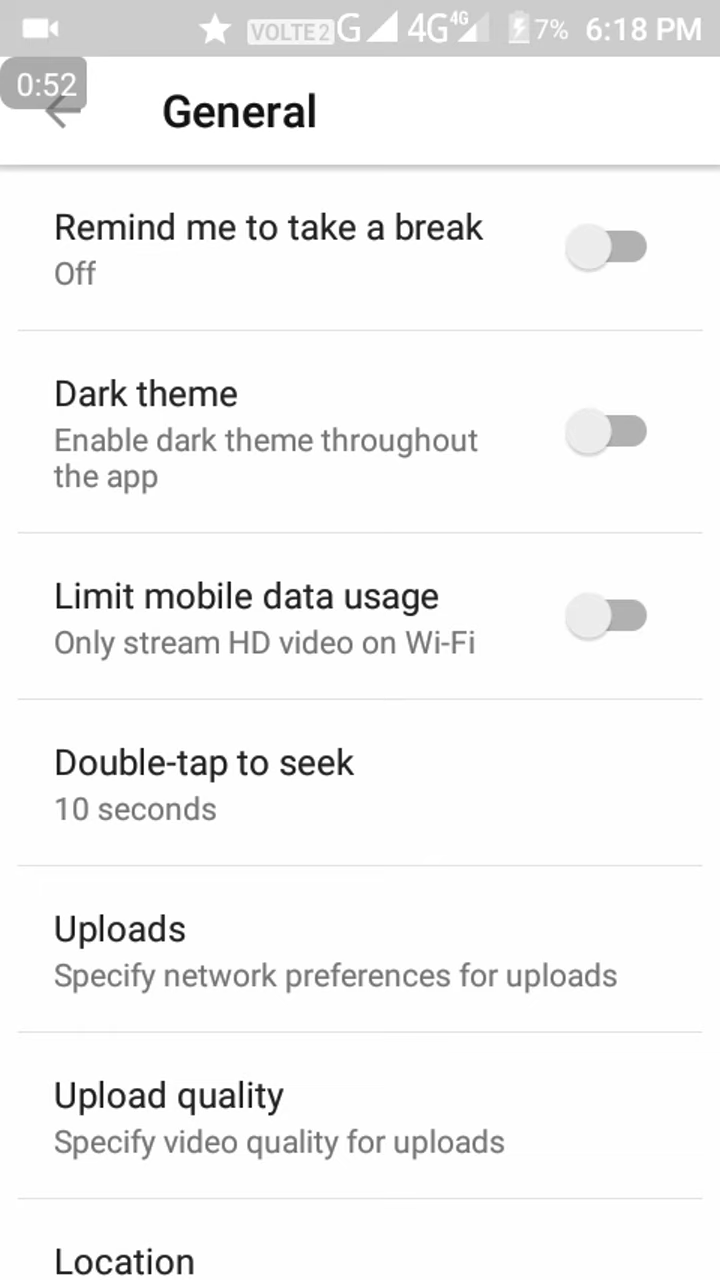 VOLTE2 G 4G 4G 7% 6:18 PM
0:52
General
Remind me to take a break
Off
Dark theme
Enable dark theme throughout
the app
Limit mobile data usage
Only stream HD video on Wi-Fi
Double-tap to seek
10 seconds
Uploads
Specify network preferences for uploads
Upload quality
Specify video quality for uploads
Location